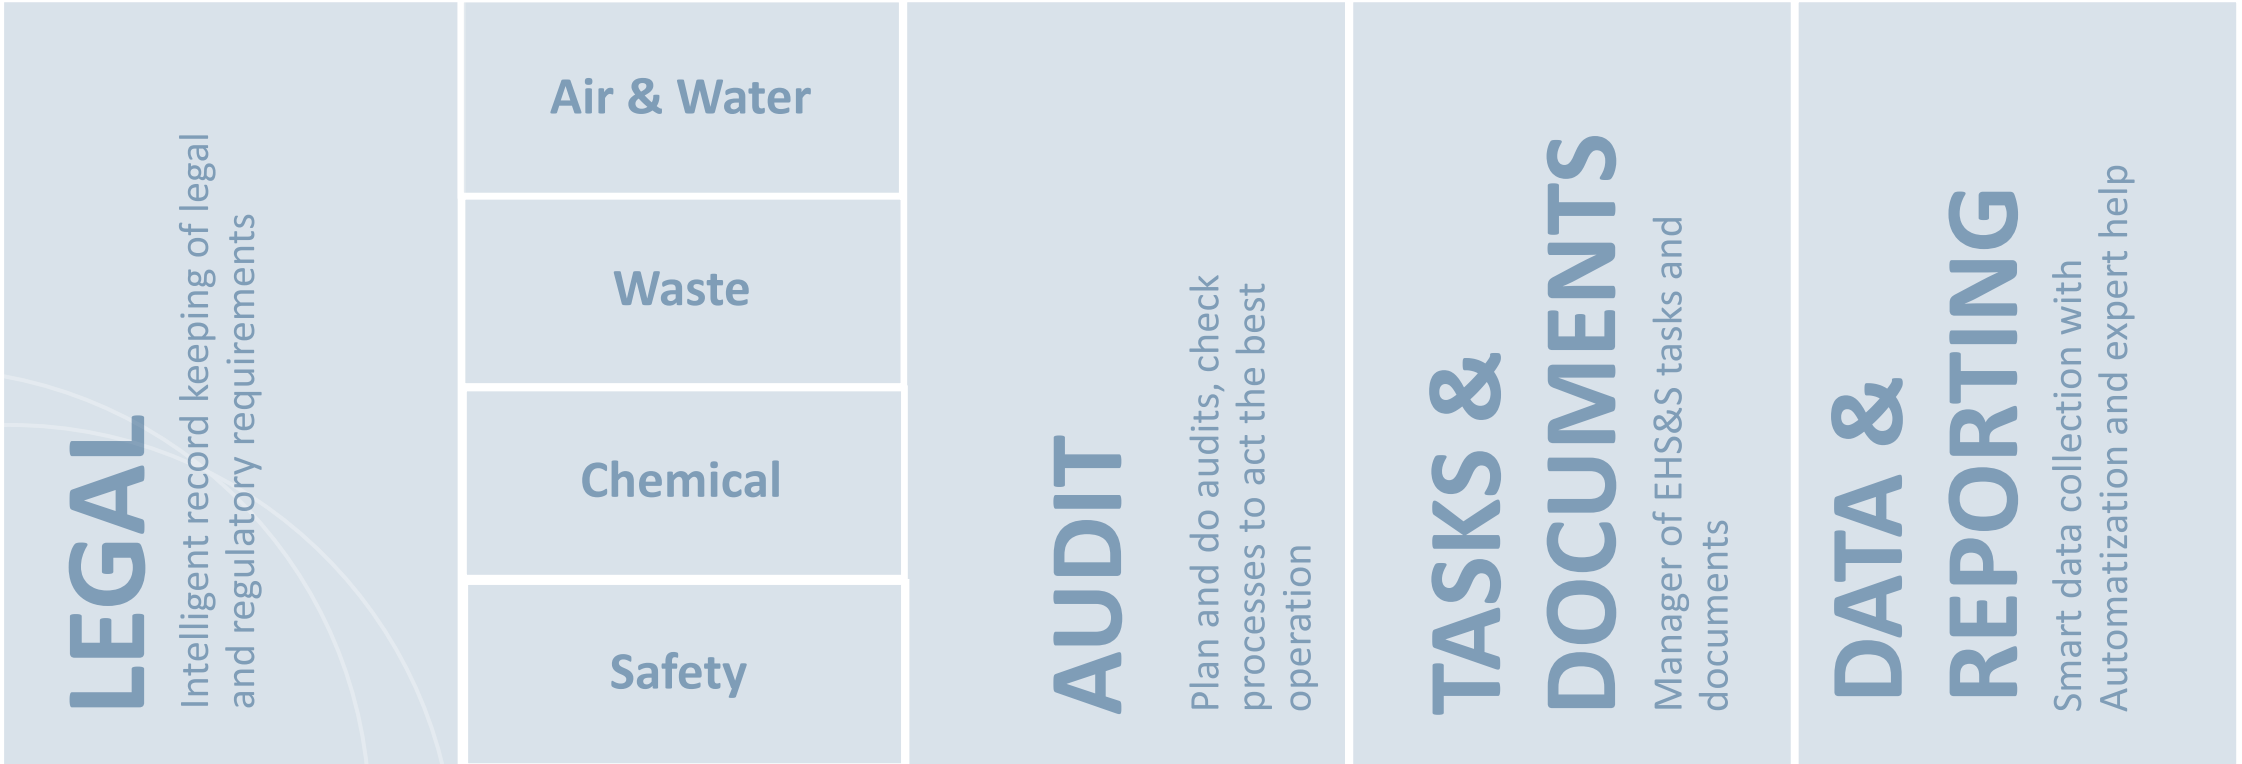 LEGAL
Intelligent record keeping of legal
and regulatory requirements
Air & Water
Waste
Chemical
Safety
AUDIT
Plan and do audits, check
processes to act the best
operation
TASKS &
DOCUMENTS
Manager of EHS&S tasks and
documents
DATA &
REPORTING
Smart data collection with
Automatization and expert help